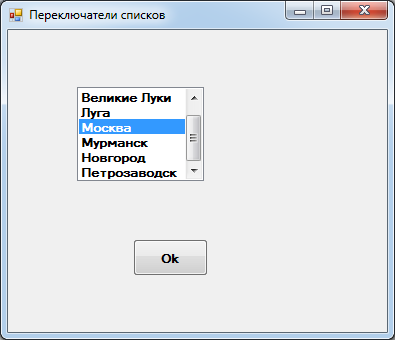 Переключатели списков
Великие Луки
Луга
Москва
Мурманск
Новгород
Петрозаводск
Ok